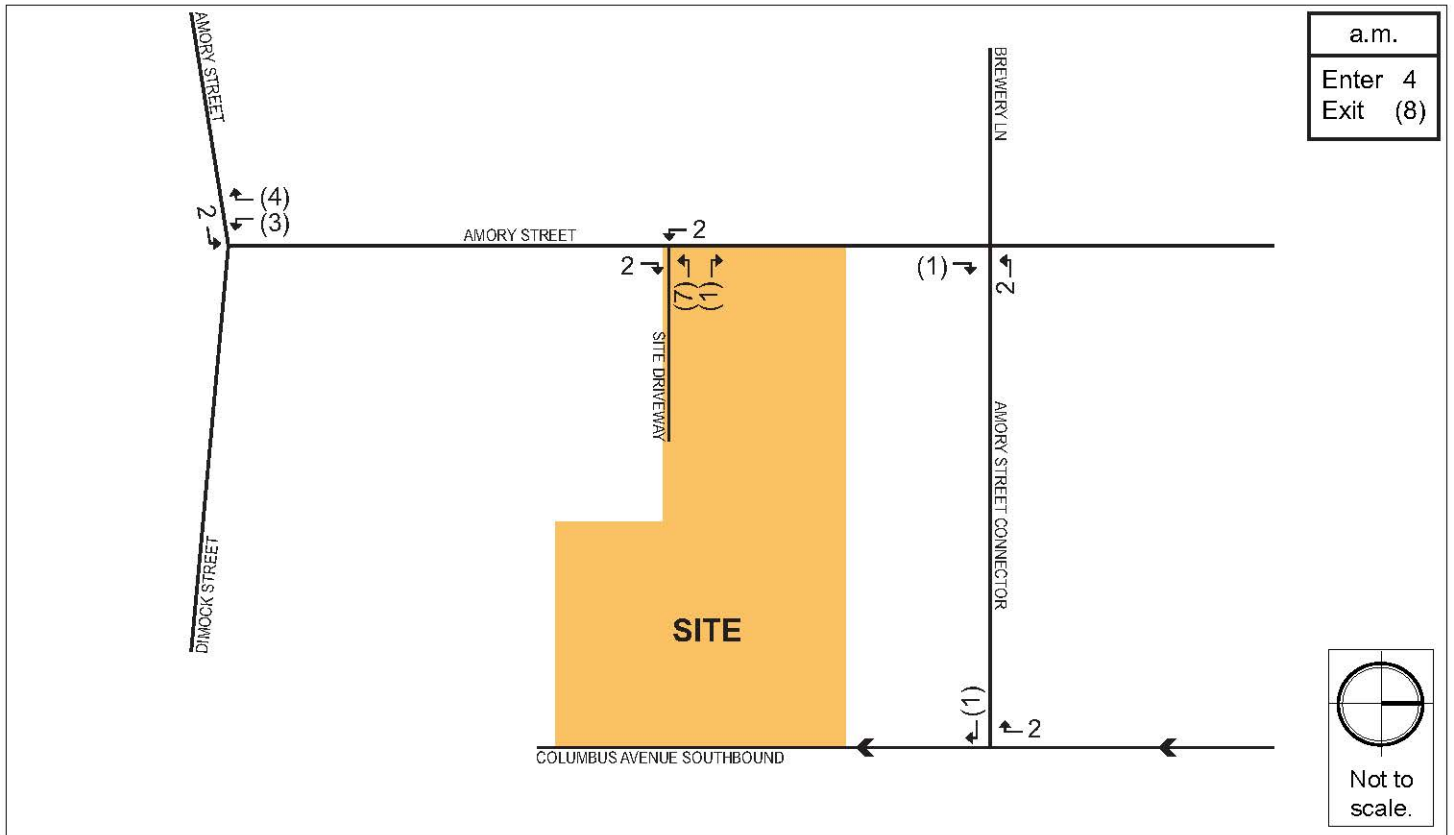 a.m.
Enter 4
Exit (8)
AMORY STREET
BREWERY LN
(4)
(3)
2
AMORY STREET
2
2
(7)
(1)
(1)
2
SITE DRIVEWAY
AMORY STREET CONNECTOR
DIMOCK STREET
SITE
(1)
2
COLUMBUS AVENUE SOUTHBOUND
Not to
scale.